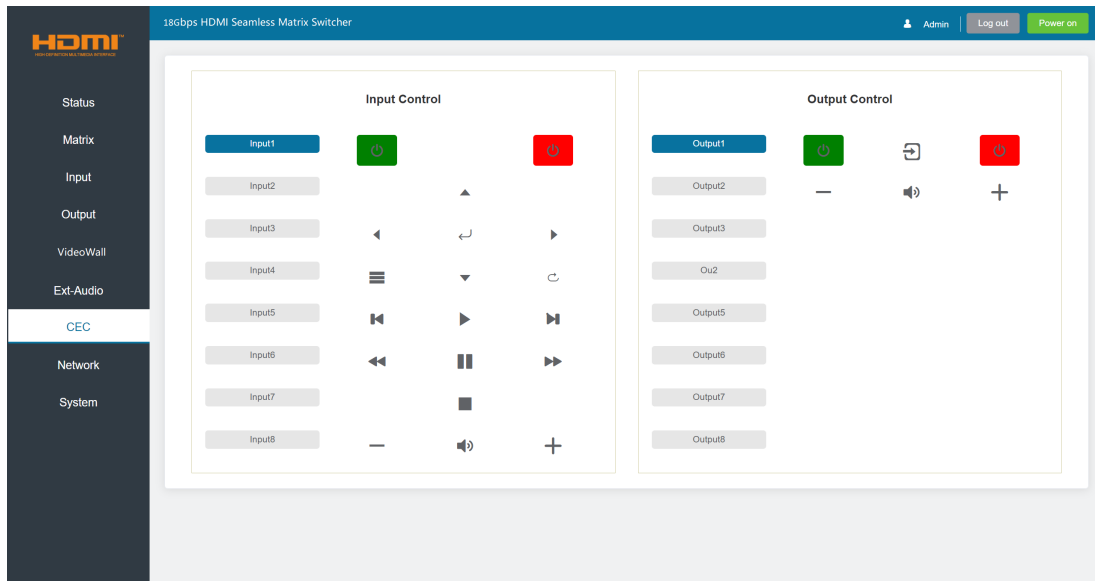 18Gbps HDMI Seamless Matrix Switcher
Admin
Log out
Power on
HDMI™
HIGH-DEFINITION MULTIMEDIA INTERFACE
Status
Matrix
Input
Output
VideoWall
Ext-Audio
CEC
Network
System
Input Control
Input1
Input2
Input3
Input4
Input5
Input6
Input7
Input8
Output Control
Output1
Output2
Output3
Ou2
Output5
Output6
Output7
Output8